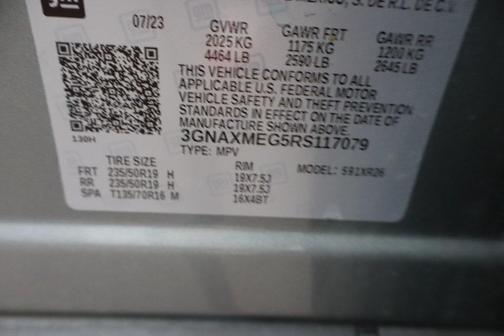 gm S. DE R.L. DE C.V.
07/23 GVWR GAWR FRT GAWR RR
2025 KG 1175 KG 1200 KG
4464 LB 2590 LB 2645 LB
THIS VEHICLE CONFORMS TO ALL
APPLICABLE U.S. FEDERAL MOTOR
VEHICLE SAFETY AND THEFT PREVENTION
STANDARDS IN EFFECT ON THE DATE OF
MANUFACTURE SHOWN ABOVE.
3GNAXMEG5RS117079
130H
TYPE: MPV
TIRE SIZE RIM MODEL: 591XR26
FRT 235/50R19 H 19X7.5J
RR 235/50R19 H 19X7.5J
SPA T135/70R16 M 16X4BT